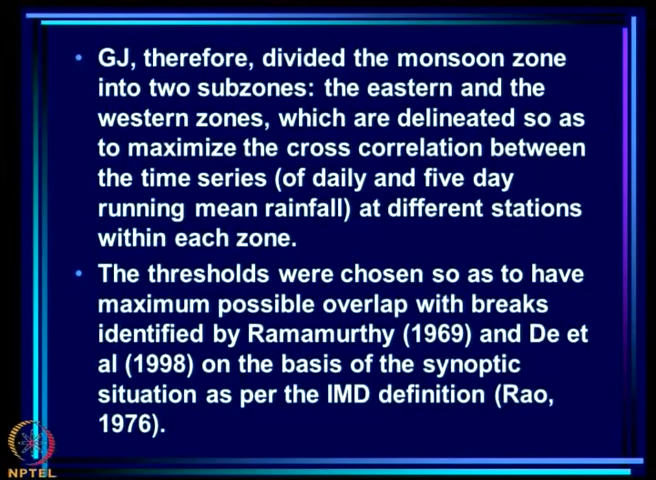 • GJ, therefore, divided the monsoon zone
into two subzones: the eastern and the
western zones, which are delineated so as
to maximize the cross correlation between
the time series (of daily and five day
running mean rainfall) at different stations
within each zone.
• The thresholds were chosen so as to have
maximum possible overlap with breaks
identified by Ramamurthy (1969) and De et
al (1998) on the basis of the synoptic
situation as per the IMD definition (Rao,
1976).
NPTEL